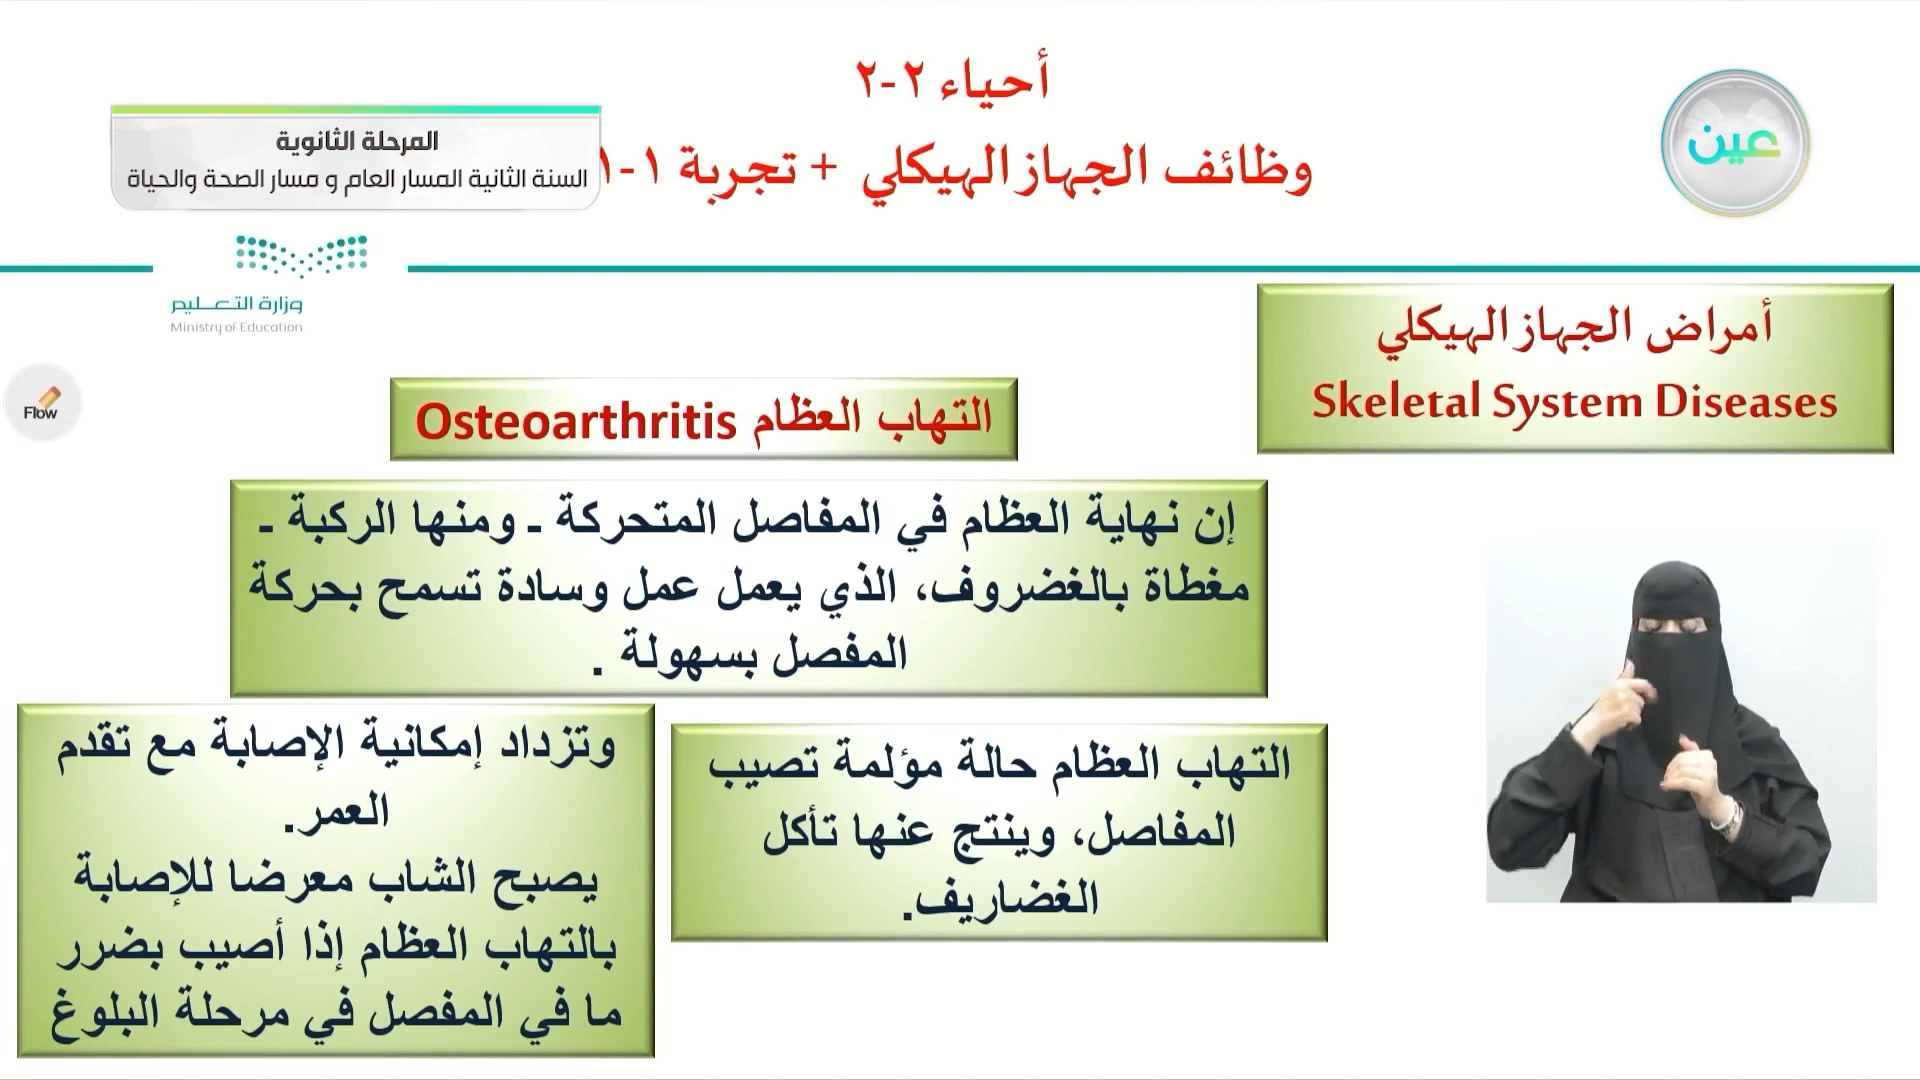 أحياء ٢-٢
وظائف الجهاز الهيكلي + تجربة ١-١
عين
المرحلة الثانوية
السنة الثانية المسار العام و مسار الصحة والحياة
وزارة التعليم
Ministry of Education
أمراض الجهاز الهيكلي
Skeletal System Diseases
التهاب العظام Osteoarthritis
Flow
إن نهاية العظام في المفاصل المتحركة ـ ومنها الركبة ـ
مغطاة بالغضروف، الذي يعمل عمل وسادة تسمح بحركة
المفصل بسهولة .
التهاب العظام حالة مؤلمة تصيب
المفاصل، وينتج عنها تأكل
الغضاريف.
وتزداد إمكانية الإصابة مع تقدم
العمر.
يصبح الشاب معرضا للإصابة
بالتهاب العظام إذا أصيب بضرر
ما في المفصل في مرحلة البلوغ